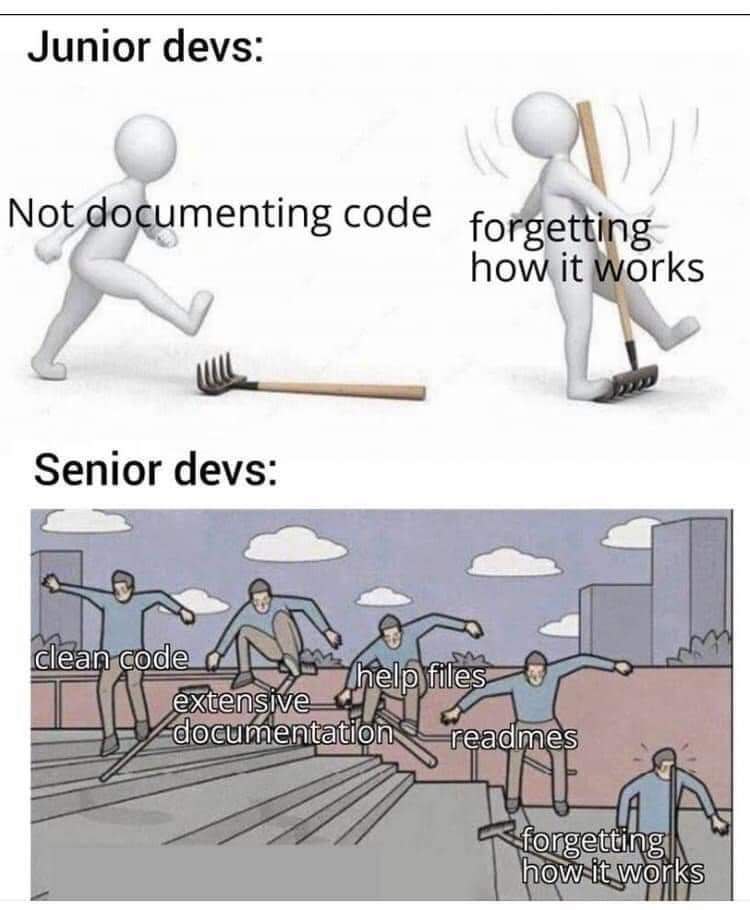 Junior devs:
Not documenting code
forgetting
how it works
Senior devs:
clean code
extensive
documentation
help files
readmes
forgetting
how it works